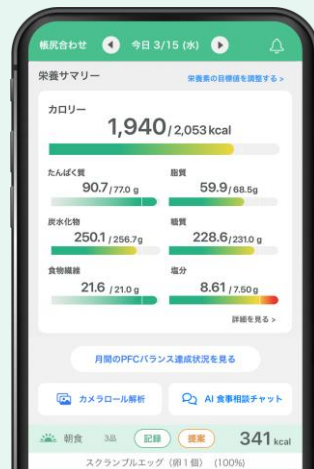 帳尻合わせ 今日 3/15 (水)
栄養サマリー 栄養素の目標値を調整する >
カロリー
1,940 / 2,053 kcal
たんぱく質 脂質
90.7 / 77.0 g 59.9 / 68.5g
炭水化物 糖質
250.1 / 256.7g 228.6 / 231.0 g
食物繊維 塩分
21.6 / 21.0 g 8.61 / 7.50 g
詳細を見る >
月間のPFCバランス達成状況を見る
カメラロール解析 AI 食事相談チャット
朝食 3品 記録 提案 341 kcal
スクランブルエッグ (卵1個) (100%)